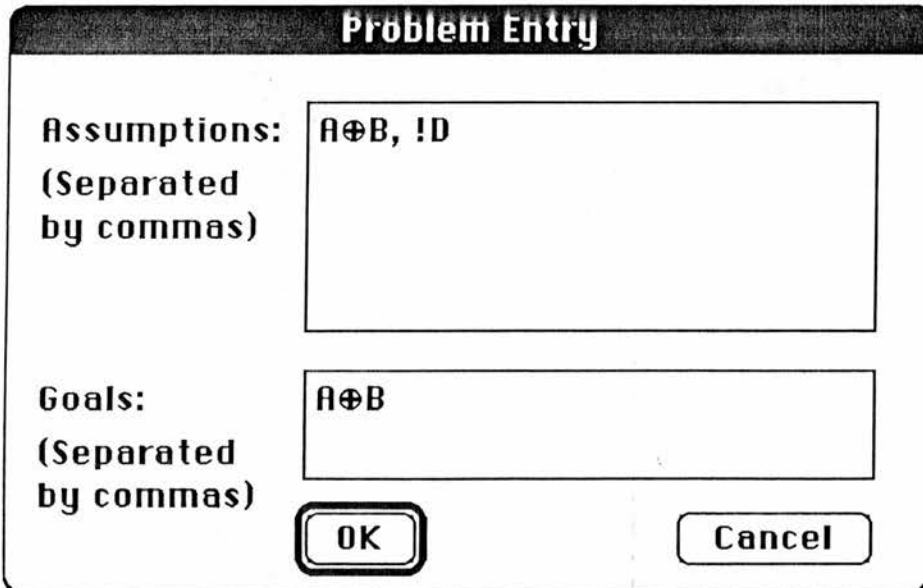 Problem Entry
Assumptions:
(Separated
by commas)
A⊕B, !D
Goals:
(Separated
by commas)
A⊕B
OK
Cancel